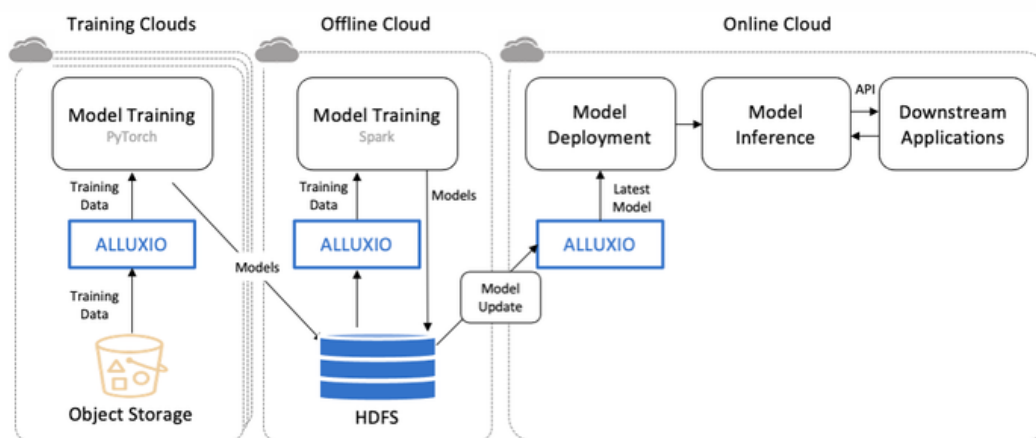 Training Clouds
Offline Cloud
Online Cloud
Model Training
PyTorch
Training
Data
ALLUXIO
Training
Data
Object Storage
Models
Model Training
Spark
Training
Data
Models
ALLUXIO
HDFS
Model
Update
Model
Deployment
Latest
Model
ALLUXIO
Model
Inference
API
Downstream
Applications